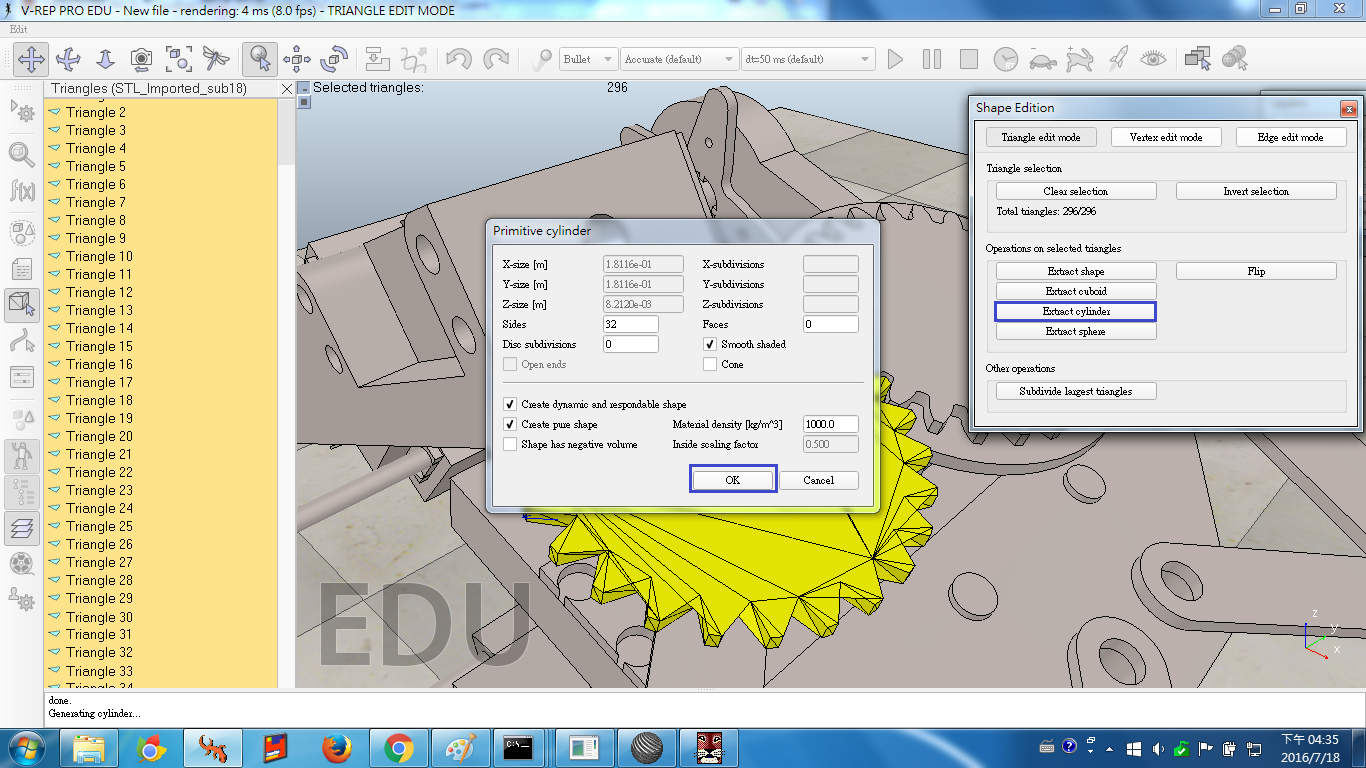 V-REP PRO EDU - New file - rendering: 4 ms (8.0 fps) - TRIANGLE EDIT MODE
Edit
Bullet
Accurate (default)
dt=50 ms (default)
Triangles (STL_Imported_sub18)
Selected triangles: 296
Triangle 2
Triangle 3
Triangle 4
Triangle 5
Triangle 6
Triangle 7
Triangle 8
Triangle 9
Triangle 10
Triangle 11
Triangle 12
Triangle 13
Triangle 14
Triangle 15
Triangle 16
Triangle 17
Triangle 18
Triangle 19
Triangle 20
Triangle 21
Triangle 22
Triangle 23
Triangle 24
Triangle 25
Triangle 26
Triangle 27
Triangle 28
Triangle 29
Triangle 30
Triangle 31
Triangle 32
Triangle 33
Triangle 34
Primitive cylinder
X-size [m] 1.8116e-01 X-subdivisions
Y-size [m] 1.8116e-01 Y-subdivisions
Z-size [m] 8.2120e-03 Z-subdivisions
Sides 32 Faces 0
Disc subdivisions 0 Smooth shaded
Open ends Cone
Create dynamic and respondable shape
Create pure shape Material density [kg/m^3] 1000.0
Shape has negative volume Inside scaling factor 0.500
OK Cancel
Shape Edition
Triangle edit mode Vertex edit mode Edge edit mode
Triangle selection
Clear selection Invert selection
Total triangles: 296/296
Operations on selected triangles
Extract shape Flip
Extract cuboid
Extract cylinder
Extract sphere
Other operations
Subdivide largest triangles
EDU
z
y
x
done.
Generating cylinder...
下午 04:35
2016/7/18